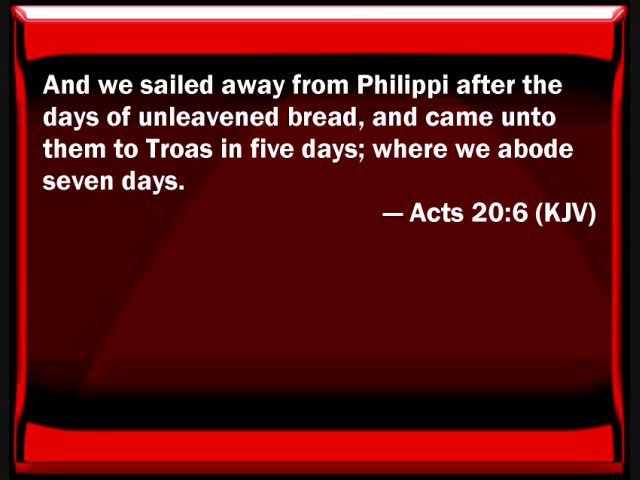 And we sailed away from Philippi after the
days of unleavened bread, and came unto
them to Troas in five days; where we abode
seven days.
— Acts 20:6 (KJV)